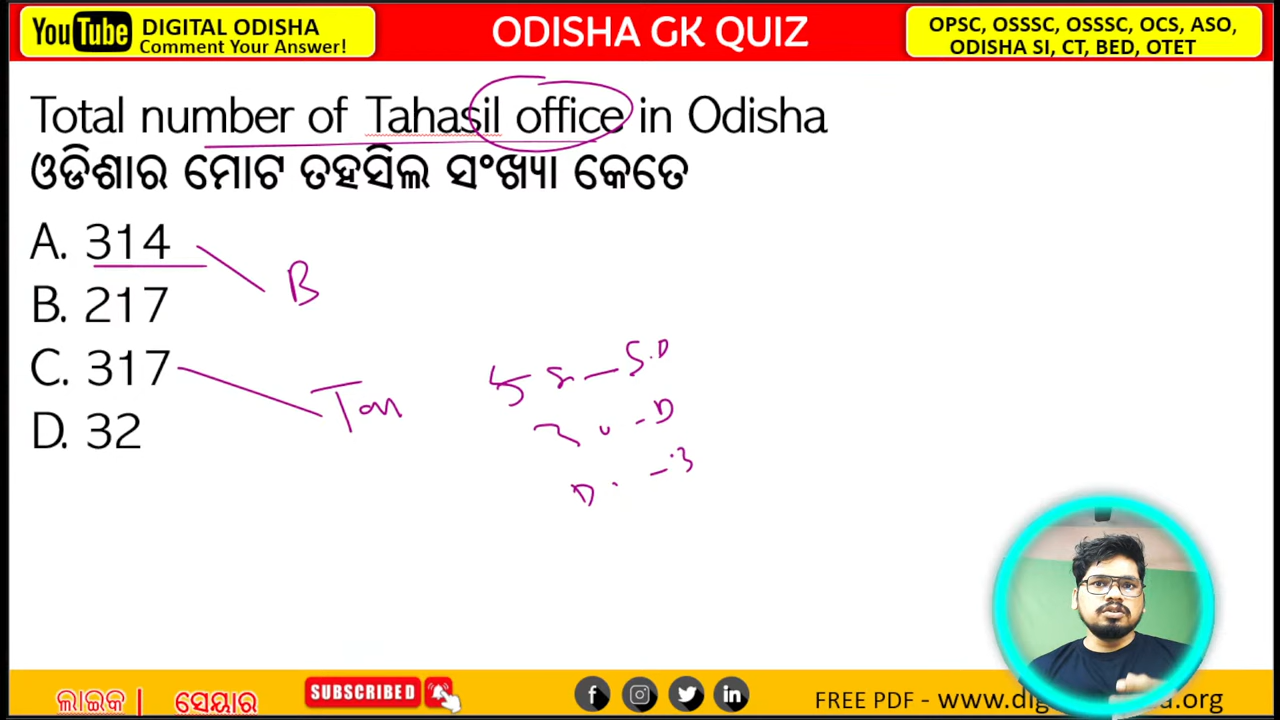 YouTube DIGITAL ODISHA
Comment Your Answer!
ODISHA GK QUIZ
OPSC, OSSSC, OSSSC, OCS, ASO,
ODISHA SI, CT, BED, OTET
Total number of Tahasil office in Odisha
ଓଡିଶାର ମୋଟ ତହସିଲ ସଂଖ୍ୟା କେତେ
A. 314
B
B. 217
C. 317
D. 32
58 - S.D
30 - D
ଲାଇକ | ସେୟାର
SUBSCRIBED
FREE PDF - www.dig
.org